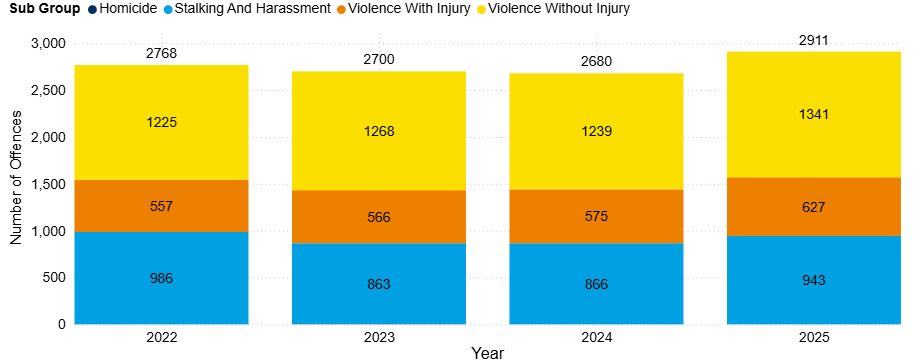 Sub Group Homicide Stalking And Harassment Violence With Injury Violence Without Injury
Number of Offences
3,000
2,500
2,000
1,500
1,000
500
0
2768 2700 2680 2911
1225 1268 1239 1341
557 566 575 627
986 863 866 943
2022 2023 2024 2025
Year